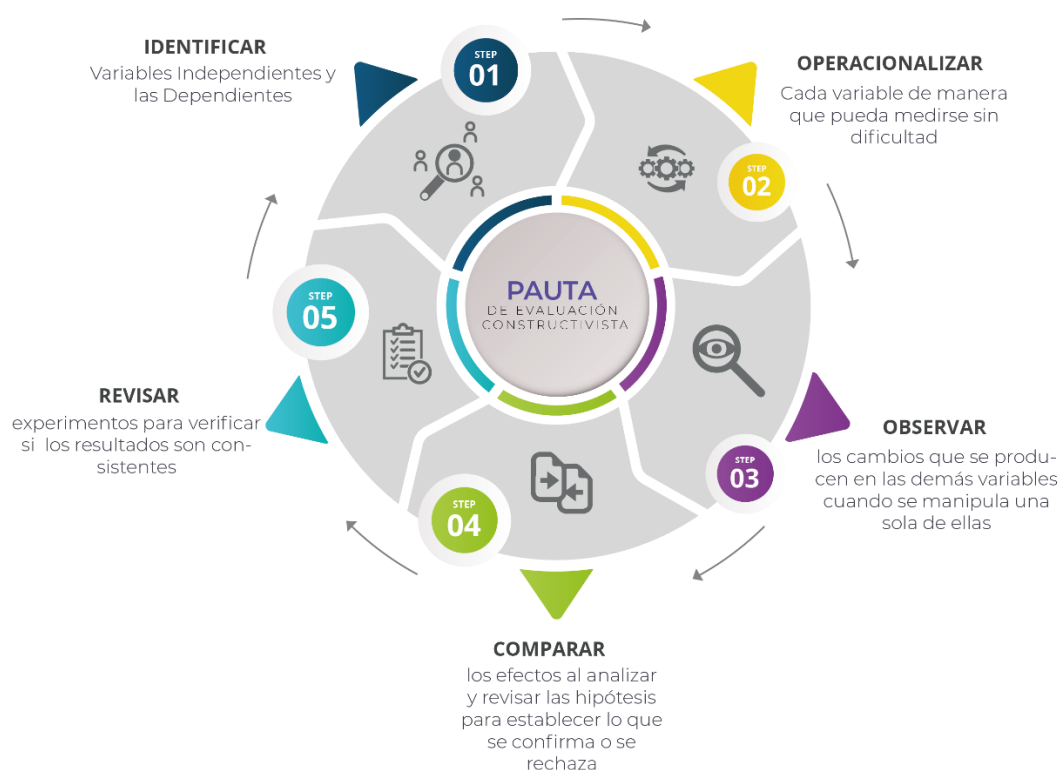 STEP
01
IDENTIFICAR
Variables Independientes y
las Dependientes
OPERACIONALIZAR
Cada variable de manera
que pueda medirse sin
dificultad
STEP
02
PAUTA
DE EVALUACIÓN
CONSTRUCTIVISTA
STEP
03
OBSERVAR
los cambios que se produ-
cen en las demás variables
cuando se manipula una
sola de ellas
STEP
04
COMPARAR
los efectos al analizar
y revisar las hipótesis
para establecer lo que
se confirma o se
rechaza
STEP
05
REVISAR
experimentos para verificar
si los resultados son con-
sistentes